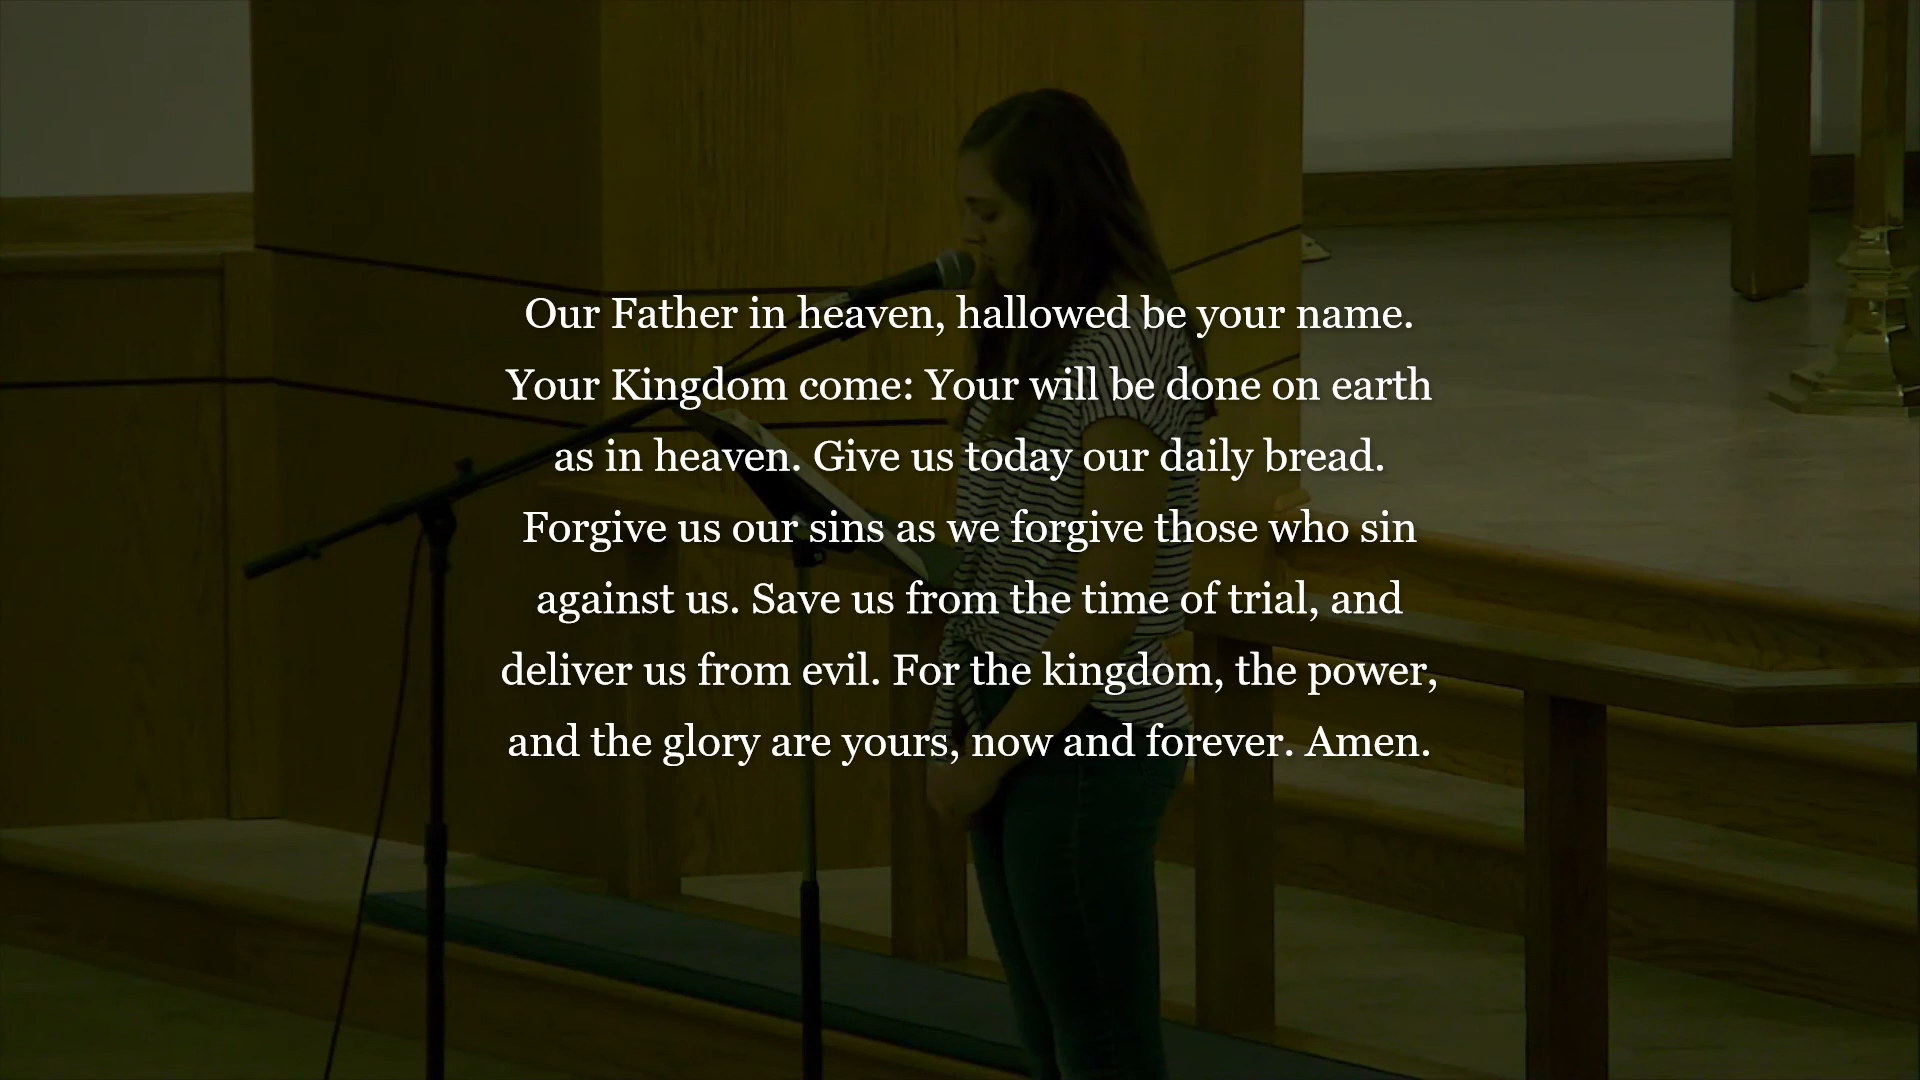 Our Father in heaven, hallowed be your name.
Your Kingdom come: Your will be done on earth
as in heaven. Give us today our daily bread.
Forgive us our sins as we forgive those who sin
against us. Save us from the time of trial, and
deliver us from evil. For the kingdom, the power,
and the glory are yours, now and forever. Amen.